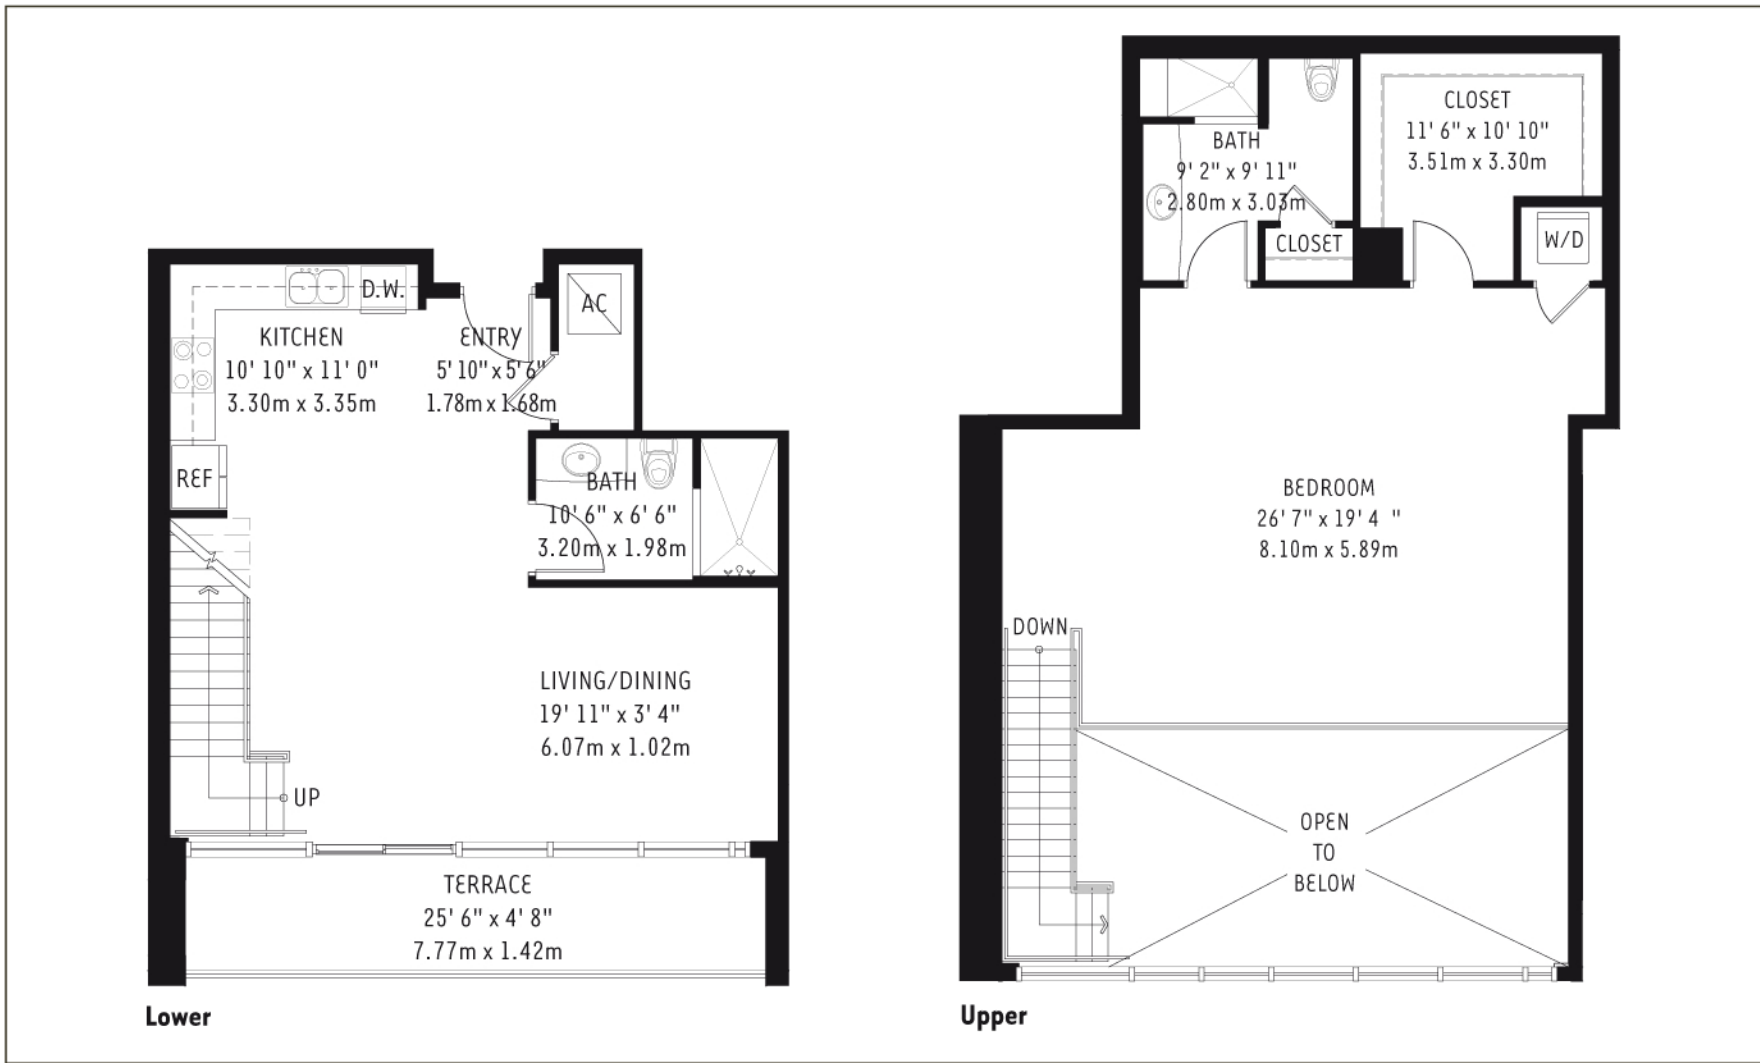 D.W.
AC
KITCHEN
10' 10" x 11' 0"
3.30m x 3.35m
ENTRY
5' 10" x 5' 6"
1.78m x 1.68m
REF
BATH
10' 6" x 6' 6"
3.20m x 1.98m
LIVING/DINING
19' 11" x 3' 4"
6.07m x 1.02m
UP
TERRACE
25' 6" x 4' 8"
7.77m x 1.42m
Lower
BATH
9' 2" x 9' 11"
2.80m x 3.03m
CLOSET
11' 6" x 10' 10"
3.51m x 3.30m
CLOSET
W/D
BEDROOM
26' 7" x 19' 4 "
8.10m x 5.89m
DOWN
OPEN
TO
BELOW
Upper